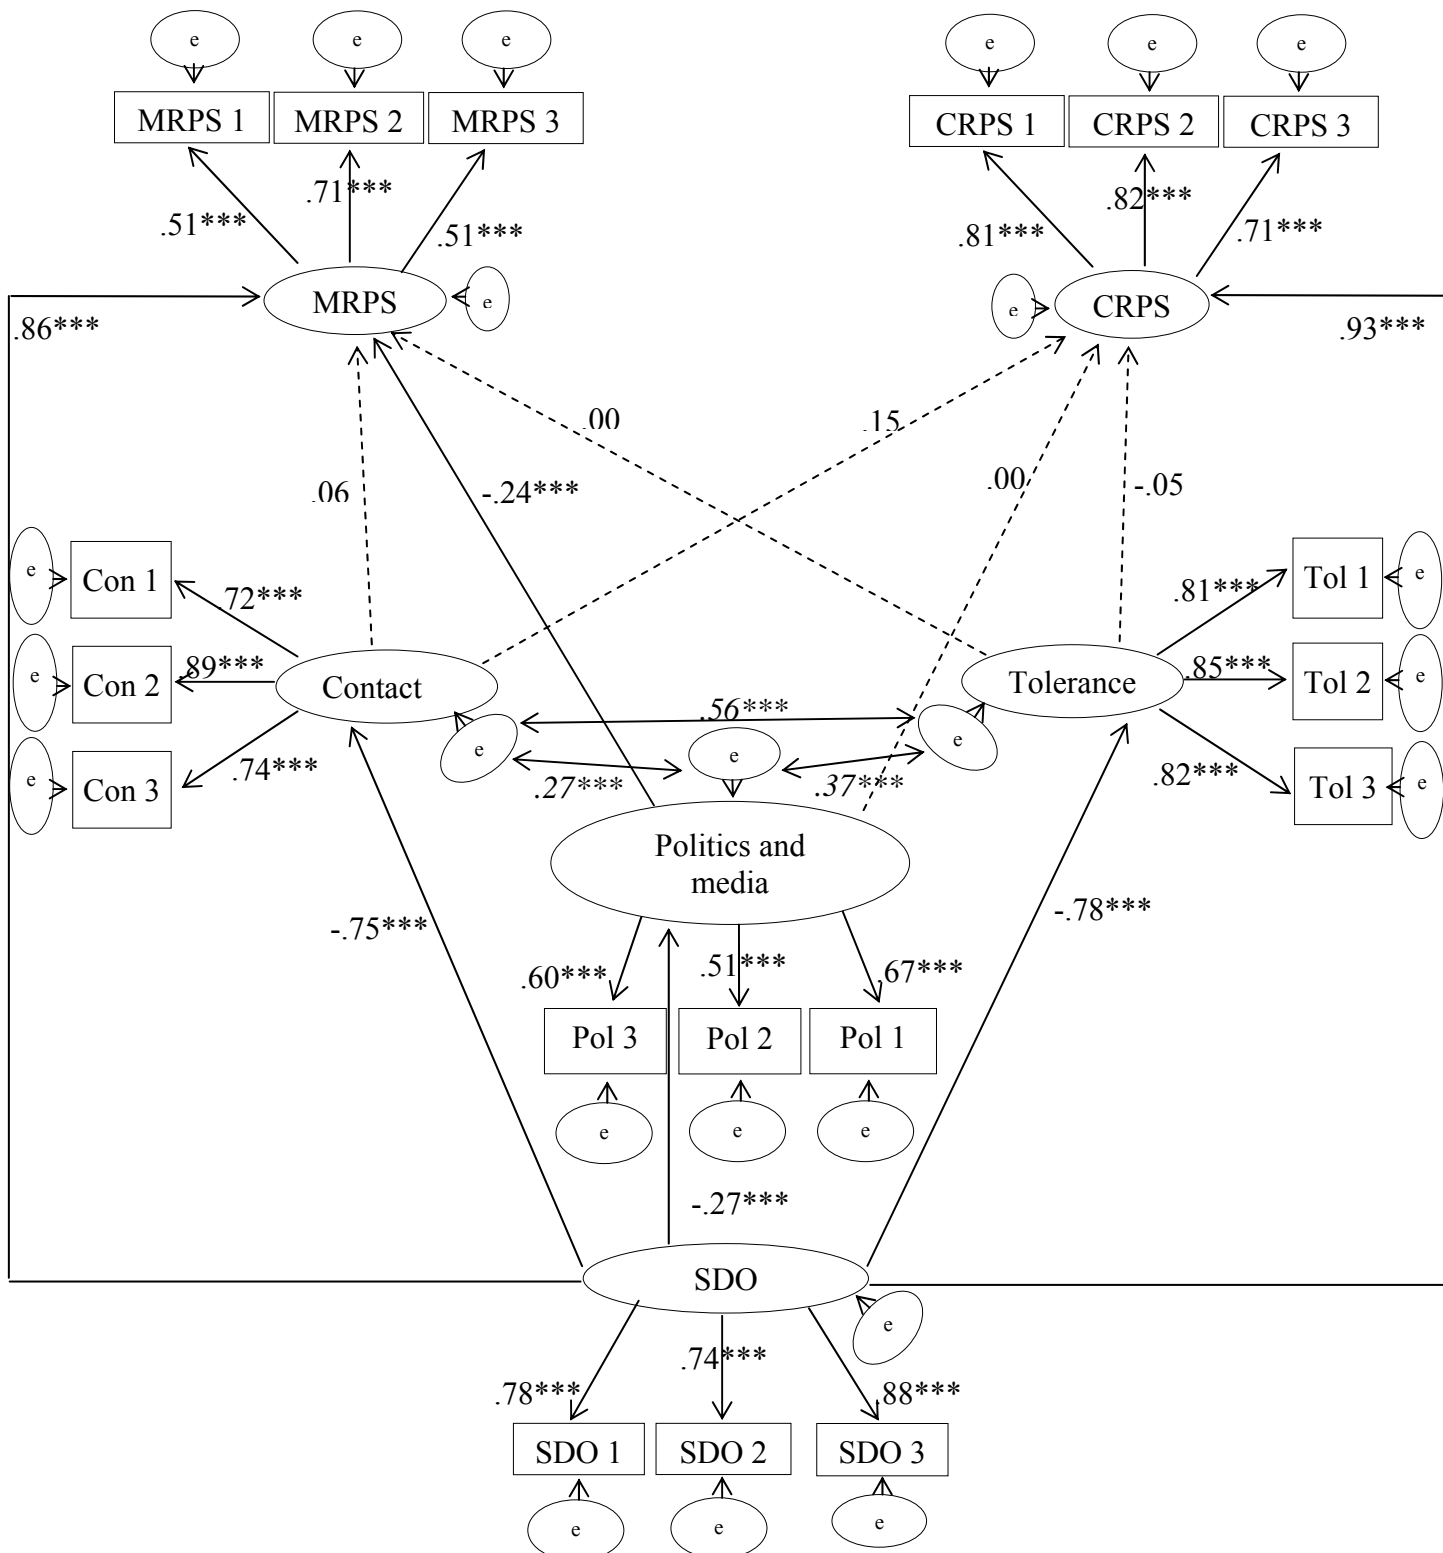 e e e e e e
MRPS 1 MRPS 2 MRPS 3 CRPS 1 CRPS 2 CRPS 3
.51*** .71*** .51*** .81*** .82*** .71***
MRPS e e CRPS
.86*** .93***
.00 .15
.06 -.24*** .00 -.05
e Con 1 .72*** .81*** Tol 1 e
e Con 2 .89*** Contact Tolerance .85*** Tol 2 e
.56***
e e e
e Con 3 .74*** .27*** .37*** .82*** Tol 3 e
Politics and
media
-.75*** -.78***
.60*** .51*** .67***
Pol 3 Pol 2 Pol 1
e e e
-.27***
SDO
e
.78*** .74*** .88***
SDO 1 SDO 2 SDO 3
e e e